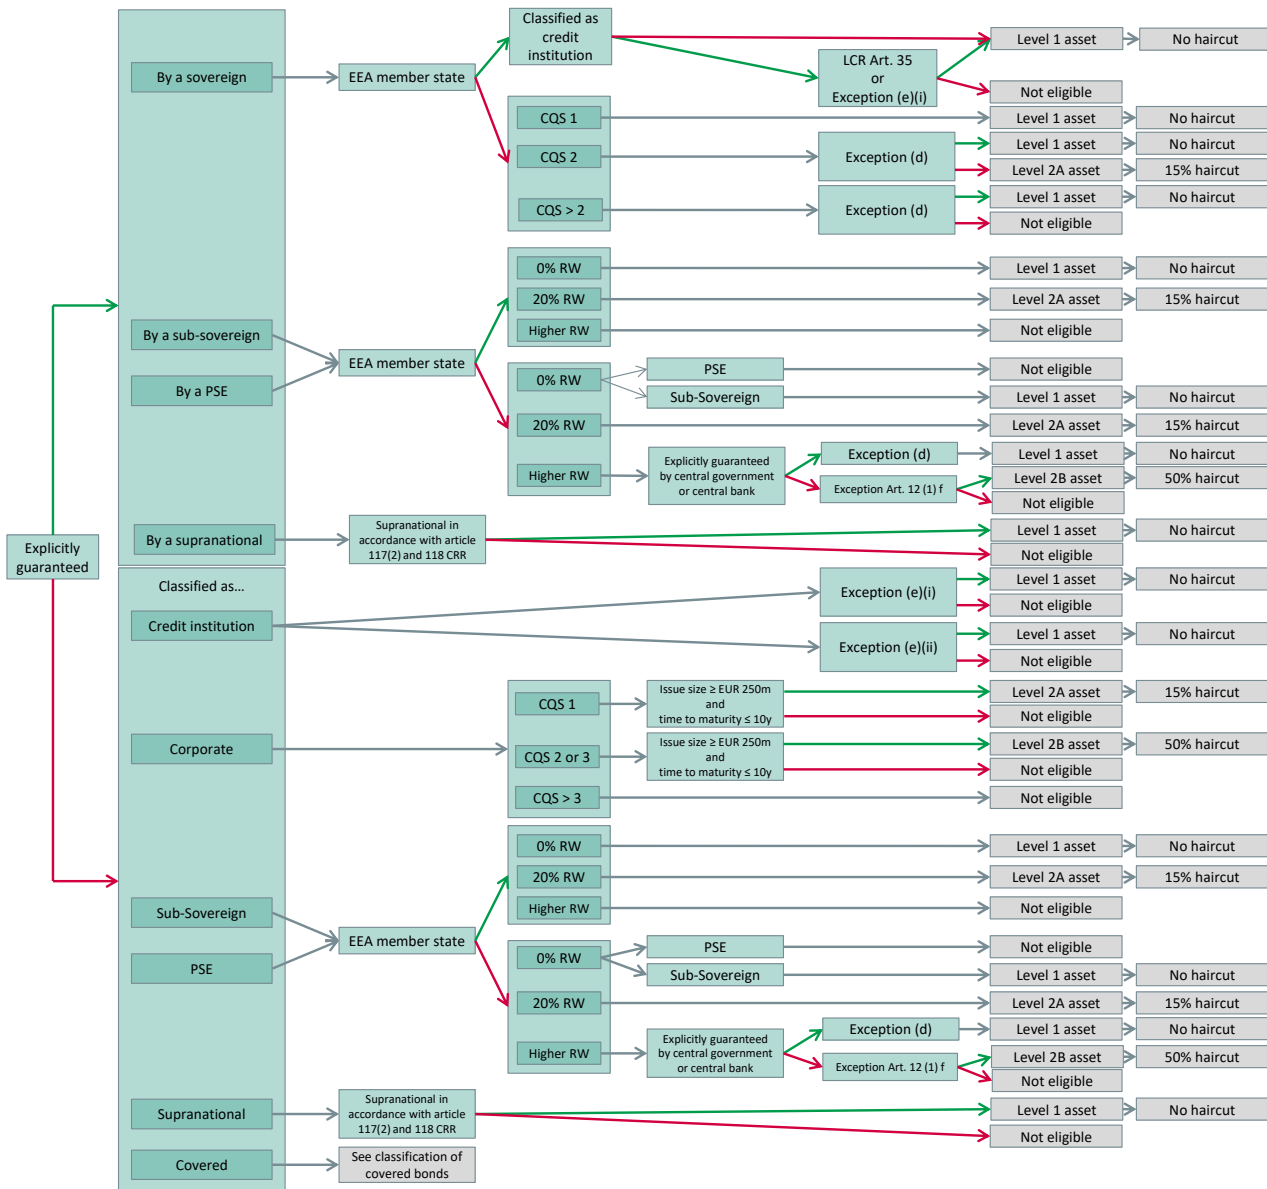 Explicitly
guaranteed
By a sovereign
EEA member state
Classified as
credit
institution
LCR Art. 35
or
Exception (e)(i)
Level 1 asset
No haircut
Not eligible
CQS 1
Level 1 asset
No haircut
CQS 2
Exception (d)
Level 1 asset
No haircut
Level 2A asset
15% haircut
CQS > 2
Exception (d)
Level 1 asset
No haircut
Not eligible
By a sub-sovereign
By a PSE
EEA member state
0% RW
Level 1 asset
No haircut
20% RW
Level 2A asset
15% haircut
Higher RW
Not eligible
0% RW
PSE
Not eligible
Sub-Sovereign
Level 1 asset
No haircut
20% RW
Level 2A asset
15% haircut
Higher RW
Explicitly guaranteed
by central government
or central bank
Exception (d)
Level 1 asset
No haircut
Exception Art. 12 (1) f
Level 2B asset
50% haircut
Not eligible
By a supranational
Supranational in
accordance with article
117(2) and 118 CRR
Level 1 asset
No haircut
Not eligible
Classified as...
Credit institution
Exception (e)(i)
Level 1 asset
No haircut
Not eligible
Exception (e)(ii)
Level 1 asset
No haircut
Not eligible
Corporate
CQS 1
Issue size ≥ EUR 250m
and
time to maturity ≤ 10y
Level 2A asset
15% haircut
Not eligible
CQS 2 or 3
Issue size ≥ EUR 250m
and
time to maturity ≤ 10y
Level 2B asset
50% haircut
Not eligible
CQS > 3
Not eligible
Sub-Sovereign
PSE
EEA member state
0% RW
Level 1 asset
No haircut
20% RW
Level 2A asset
15% haircut
Higher RW
Not eligible
0% RW
PSE
Not eligible
Sub-Sovereign
Level 1 asset
No haircut
20% RW
Level 2A asset
15% haircut
Higher RW
Explicitly guaranteed
by central government
or central bank
Exception (d)
Level 1 asset
No haircut
Exception Art. 12 (1) f
Level 2B asset
50% haircut
Not eligible
Supranational
Supranational in
accordance with article
117(2) and 118 CRR
Level 1 asset
No haircut
Not eligible
Covered
See classification of
covered bonds